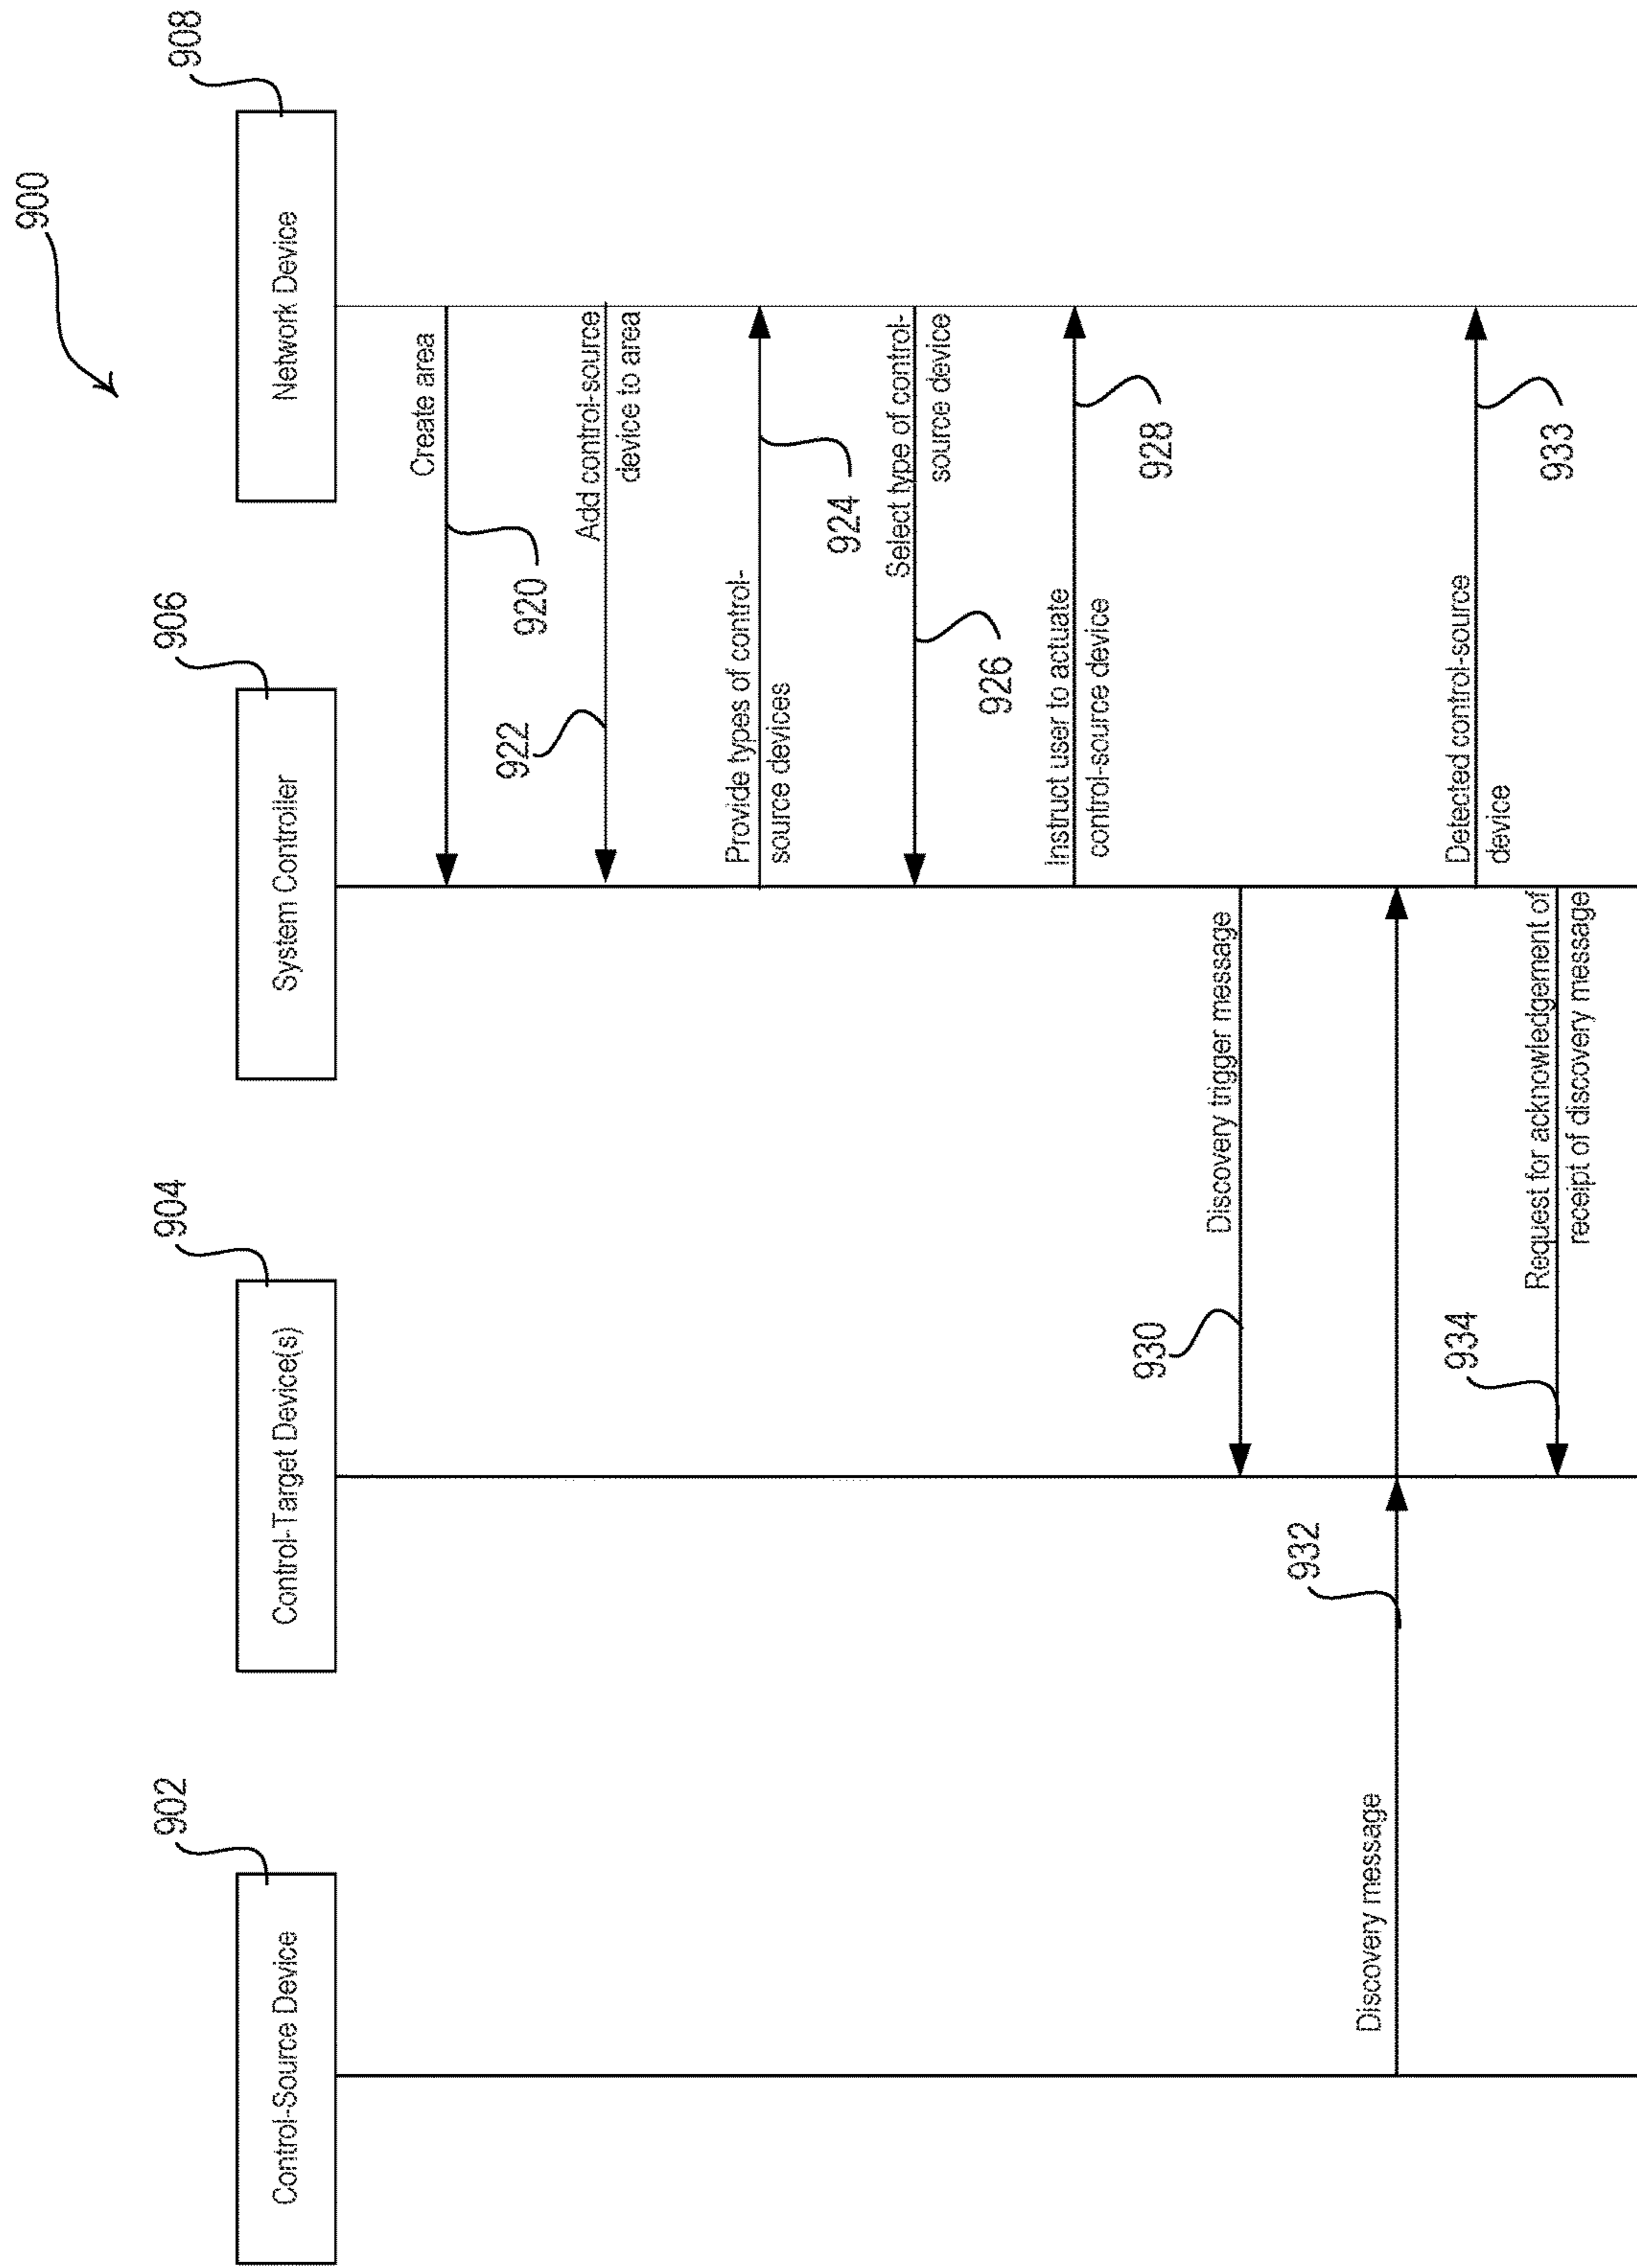 900
902
904
906
908
Control-Source Device
Control-Target Device(s)
System Controller
Network Device
Create area
920
Add control-source
device to area
922
Provide types of control-
source devices
924
Select type of control-
source device
926
Instruct user to actuate
control-source device
928
Discovery trigger message
930
Discovery message
932
Detected control-source
device
933
Request for acknowledgement of
receipt of discovery message
934